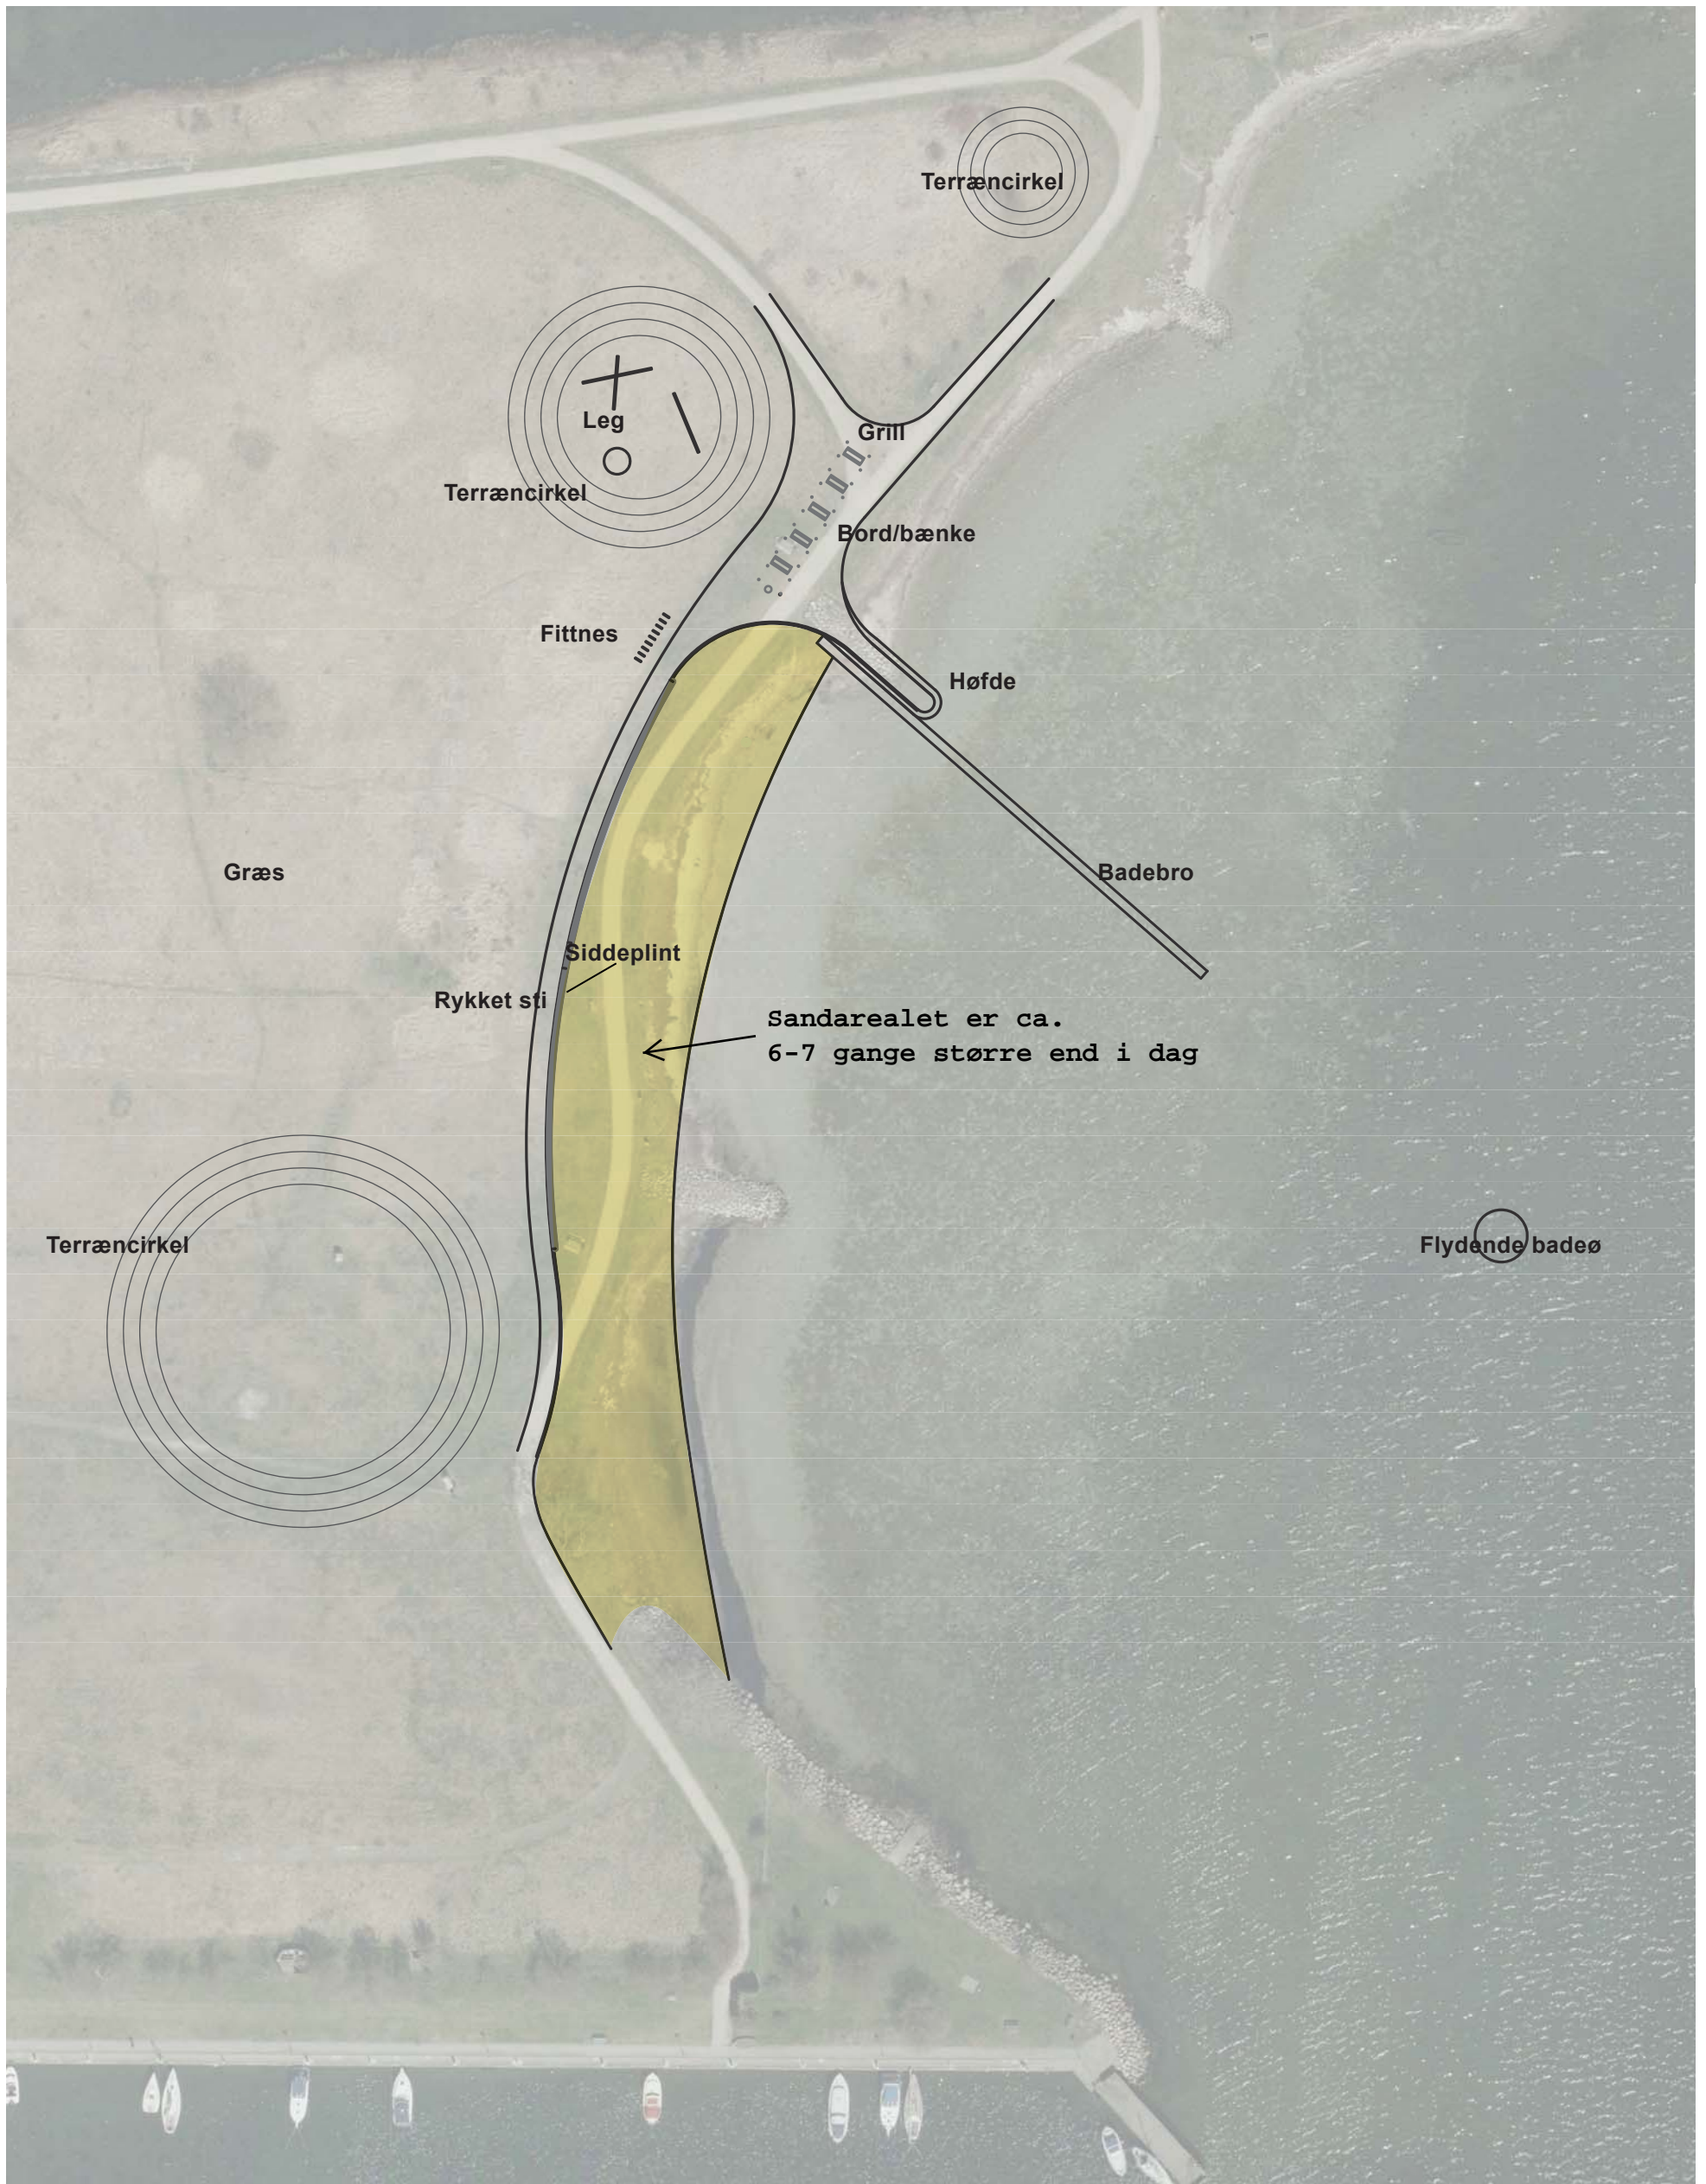 Terræncirkel
Leg
Grill
Terræncirkel
Bord/bænke
Fittnes
Høfde
Græs
Badebro
Siddeplint
Rykket sti
Sandarealet er ca.
6-7 gange større end i dag
Terræncirkel
Flydende badeø